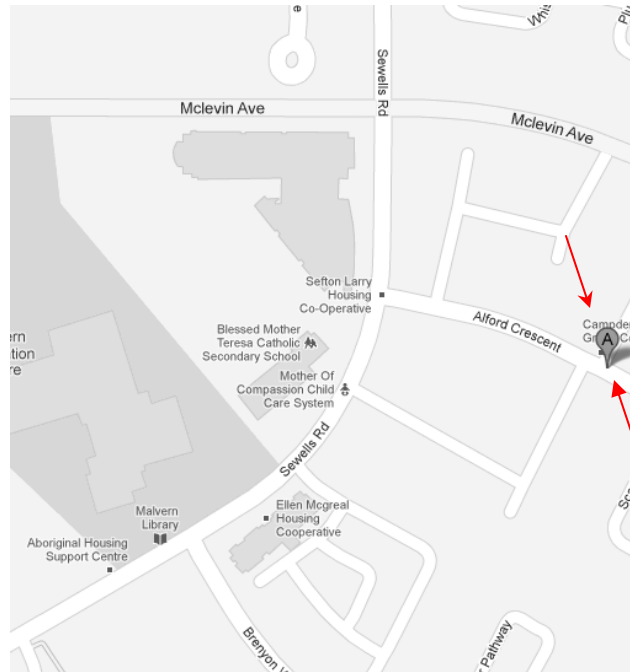 Mclevin Ave
Sewells Rd
Mclevin Ave
Sefton Larry
Housing
Co-Operative
Alford Crescent
A
Blessed Mother
Teresa Catholic
Secondary School
Mother Of
Compassion Child
Care System
Sewells Rd
Ellen Mcgreal
Housing
Cooperative
Malvern
Library
Aboriginal Housing
Support Centre
Pathway